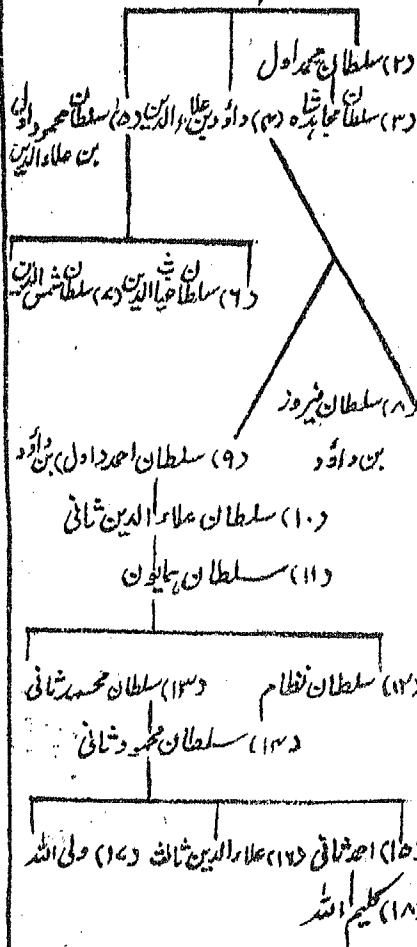 (۲) سلطان محمد اول
(۳) سلطان مجاہد شاہ (۴) داؤد بن علاء الدین (۵) سلطان محمود اول
بن علاء الدین
(۶) سلطان غیاث الدین (۷) سلطان شمس الدین
(۸) سلطان فیروز
بن داؤد
(۹) سلطان احمد (اول) بن داؤد
(۱۰) سلطان علاء الدین ثانی
(۱۱) سلطان ہمایون
(۱۲) سلطان نظام
(۱۳) سلطان محمد ثانی
(۱۴) سلطان محمود ثانی
(۱۵) احمد ثانی (۱۶) علاء الدین ثالث (۱۷) ولی اللہ
(۱۸) کلیم اللہ